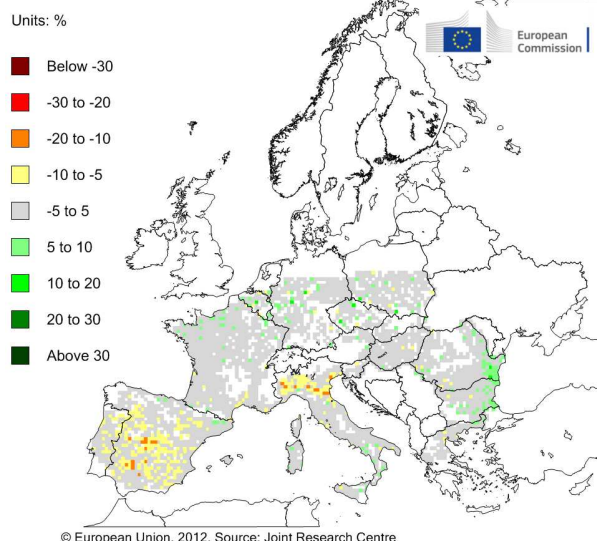 Units: %
European
Commission
Below -30
-30 to -20
-20 to -10
-10 to -5
-5 to 5
5 to 10
10 to 20
20 to 30
Above 30
© European Union, 2012. Source: Joint Research Centre